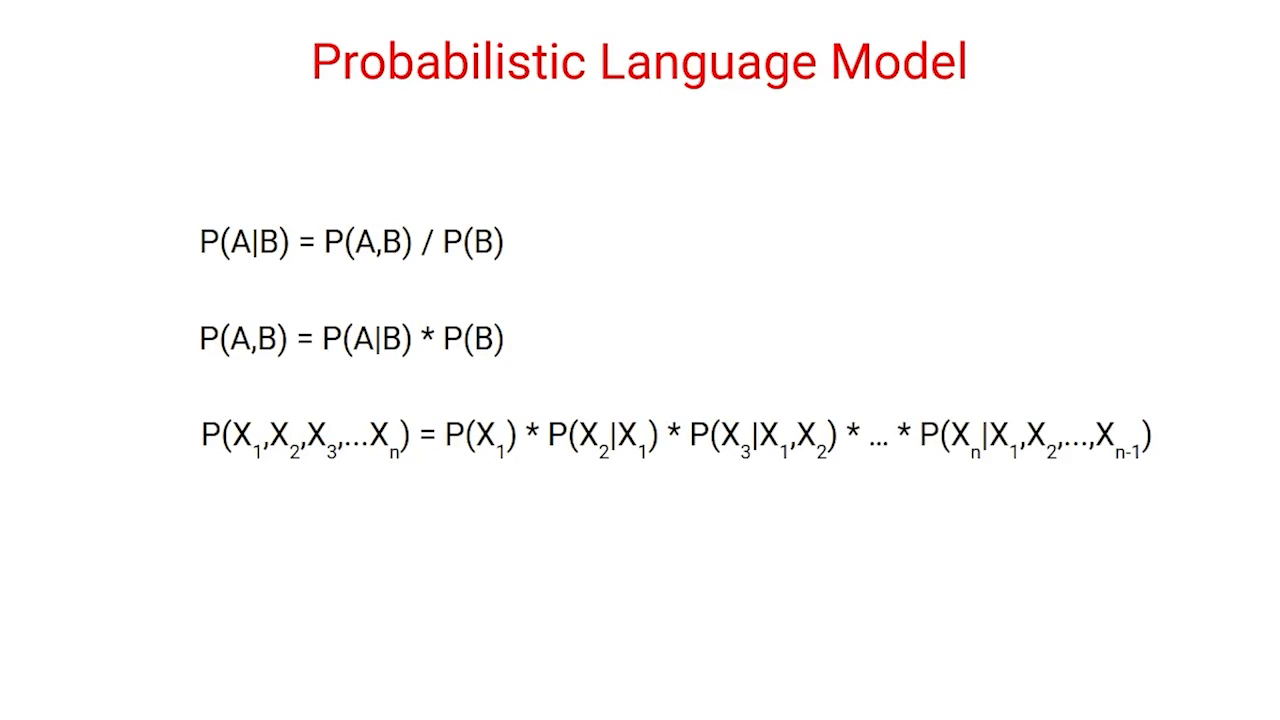 Probabilistic Language Model
P(A|B) = P(A,B) / P(B)
P(A,B) = P(A|B) * P(B)
P(X₁,X₂,X₃,...Xₙ) = P(X₁) * P(X₂|X₁) * P(X₃|X₁,X₂) * ... * P(Xₙ|X₁,X₂,...,Xₙ₋₁)